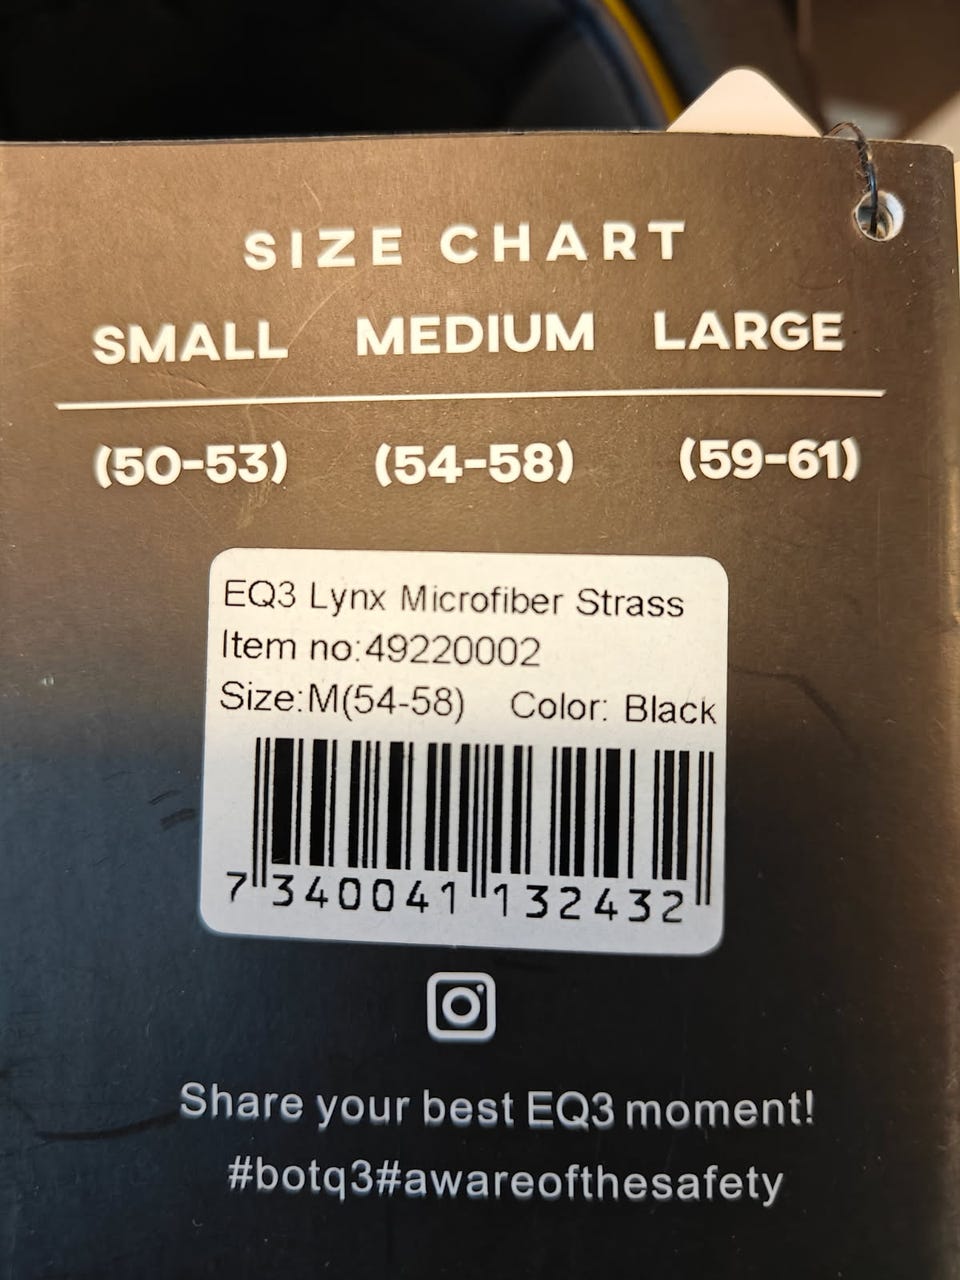 SIZE CHART
SMALL MEDIUM LARGE
(50-53) (54-58) (59-61)
EQ3 Lynx Microfiber Strass
Item no:49220002
Size:M(54-58) Color: Black
7 340041 132432
Share your best EQ3 moment!
#botq3#awareofthesafety